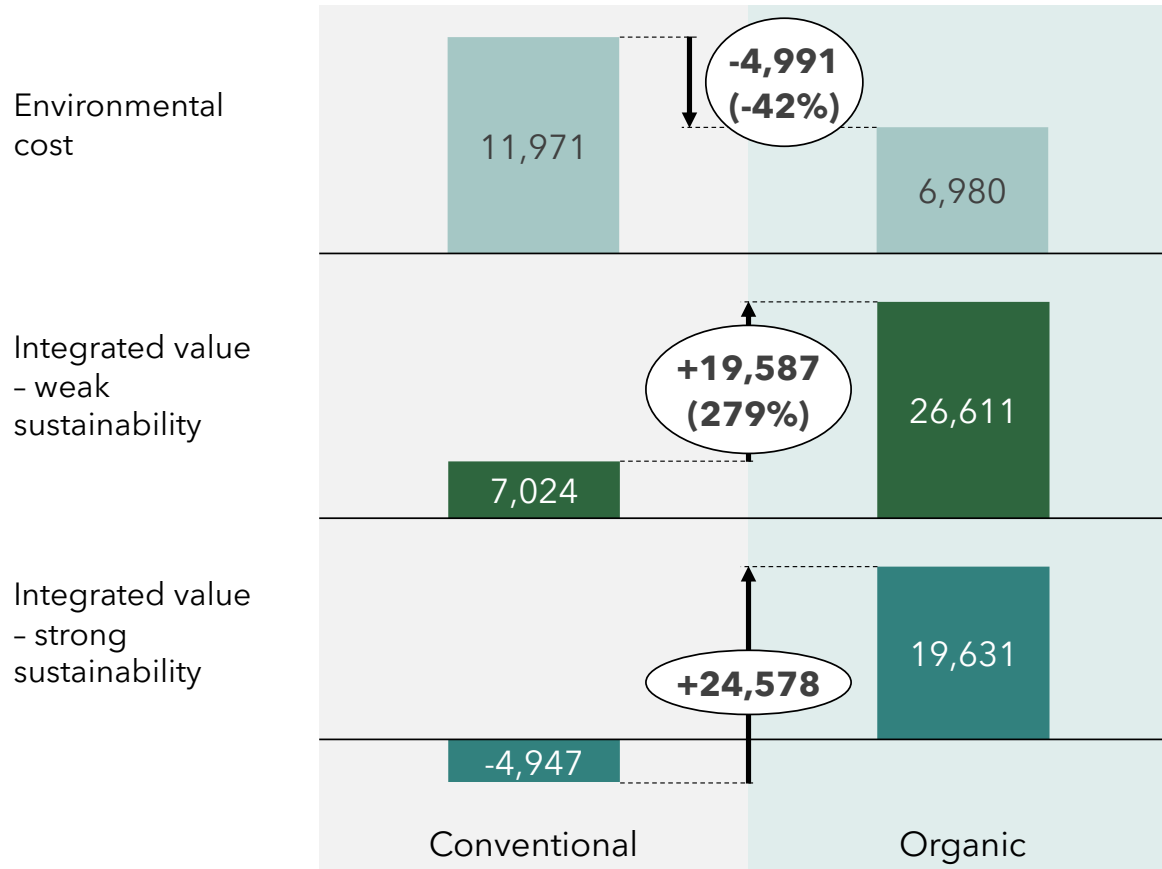 Environmental
cost
11,971
-4,991
(-42%)
6,980
Integrated value
– weak
sustainability
7,024
+19,587
(279%)
26,611
Integrated value
– strong
sustainability
-4,947
+24,578
19,631
Conventional
Organic